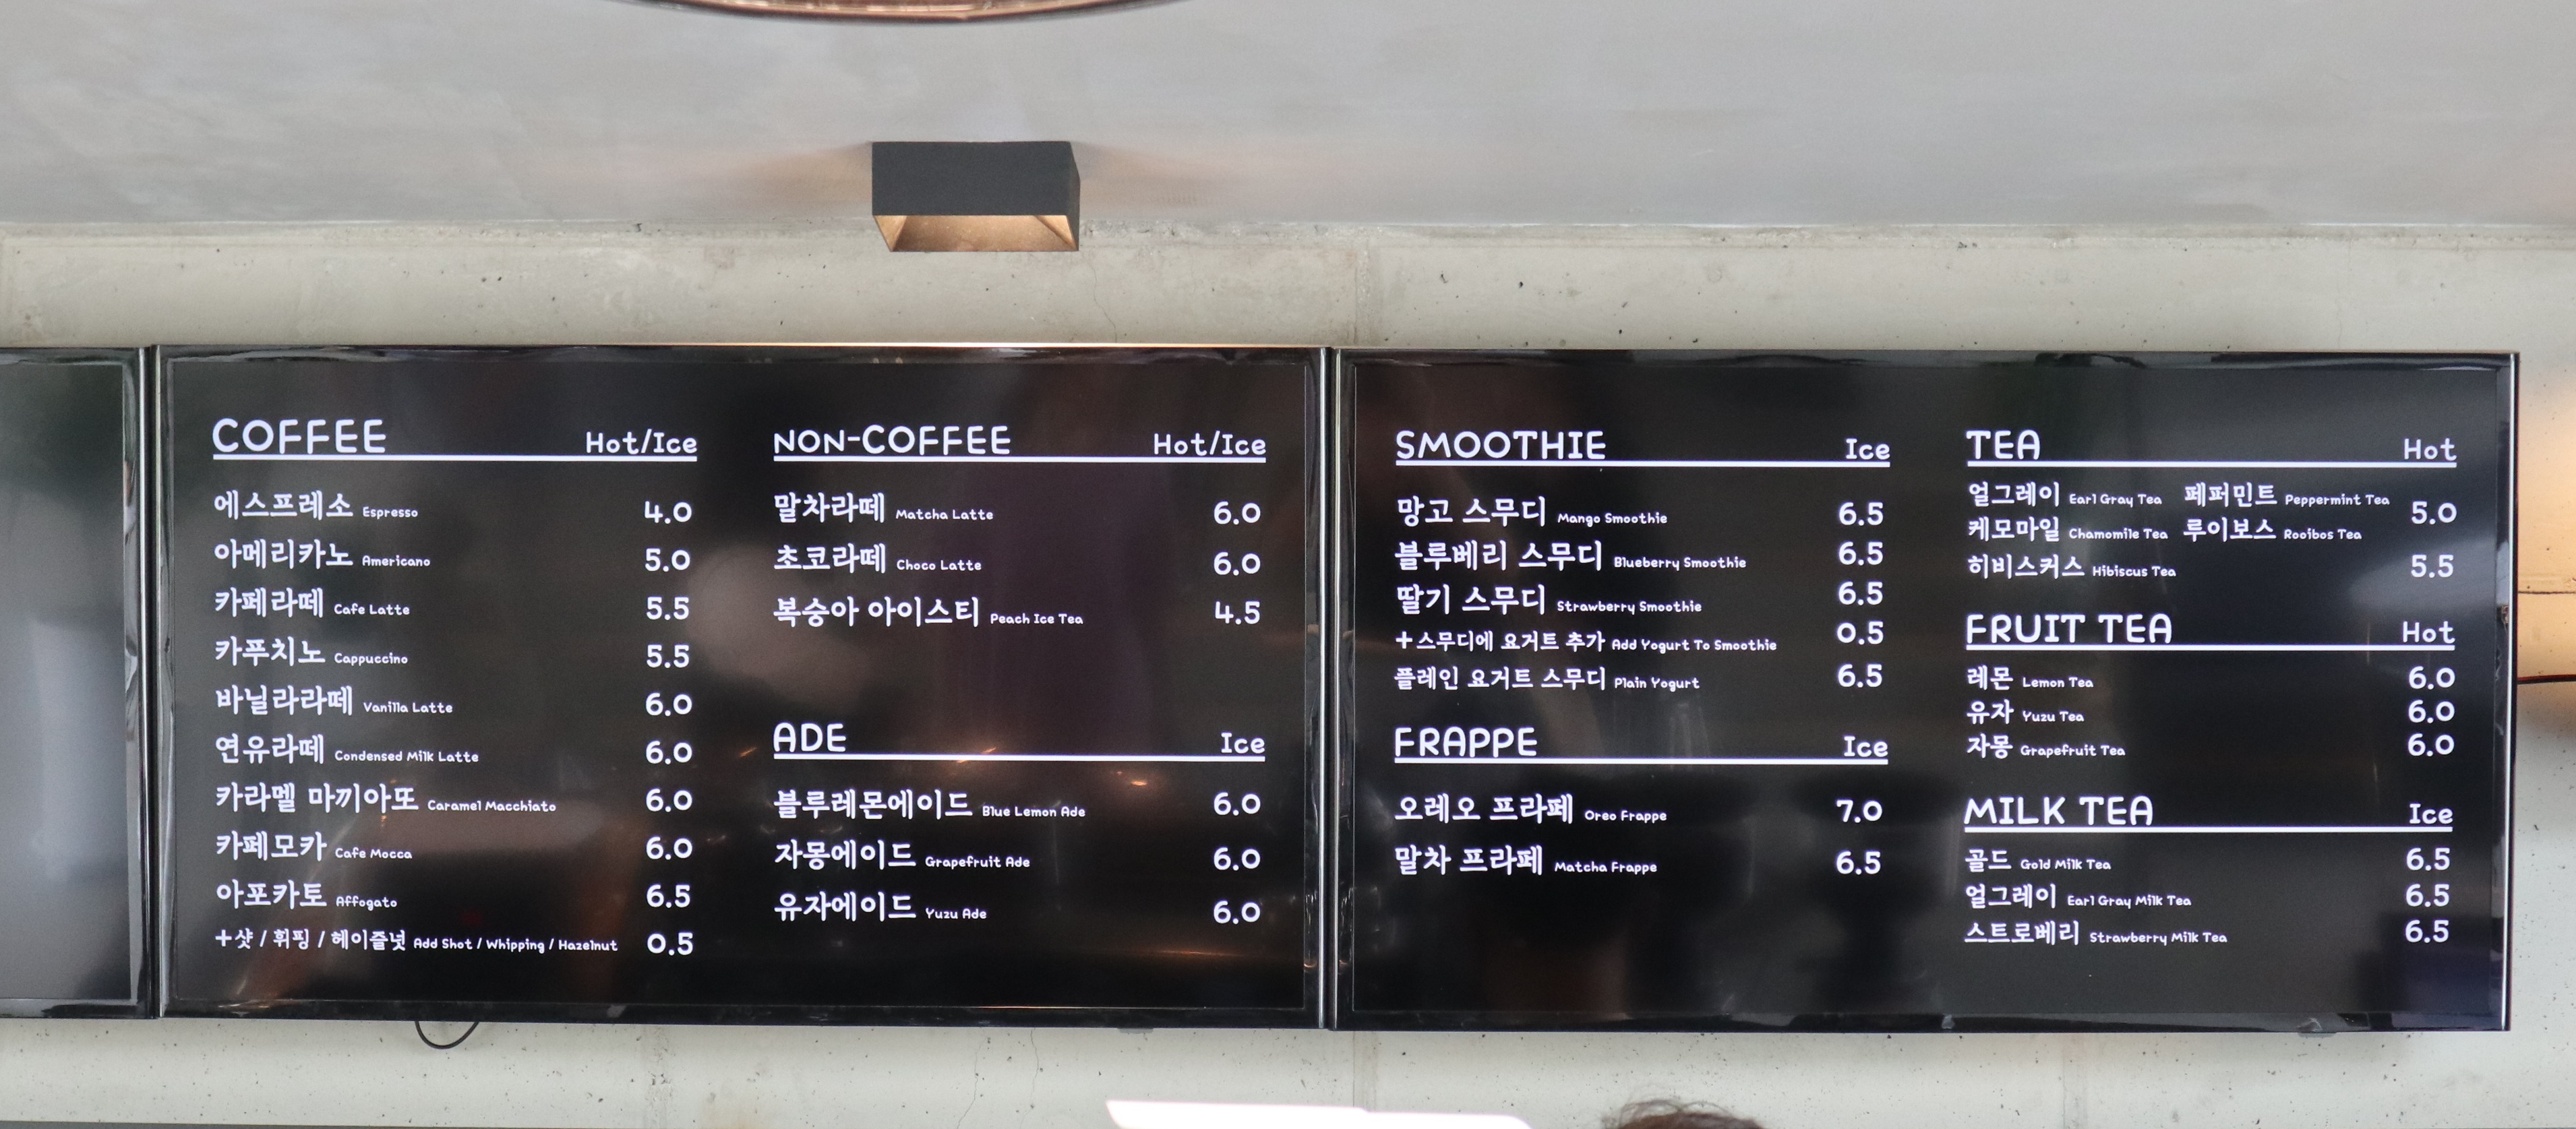 COFFEE Hot/Ice
에스프레소 Espresso 4.0
아메리카노 Americano 5.0
카페라떼 Cafe Latte 5.5
카푸치노 Cappuccino 5.5
바닐라라떼 Vanilla Latte 6.0
연유라떼 Condensed Milk Latte 6.0
카라멜 마끼아또 Caramel Macchiato 6.0
카페모카 Cafe Mocca 6.0
아포카토 Affogato 6.5
+샷 / 휘핑 / 헤이즐넛 Add Shot / Whipping / Hazelnut 0.5
NON-COFFEE Hot/Ice
말차라떼 Matcha Latte 6.0
초코라떼 Choco Latte 6.0
복숭아 아이스티 Peach Ice Tea 4.5
ADE Ice
블루레몬에이드 Blue Lemon Ade 6.0
자몽에이드 Grapefruit Ade 6.0
유자에이드 Yuzu Ade 6.0
SMOOTHIE Ice
망고 스무디 Mango Smoothie 6.5
블루베리 스무디 Blueberry Smoothie 6.5
딸기 스무디 Strawberry Smoothie 6.5
+스무디에 요거트 추가 Add Yogurt To Smoothie 0.5
플레인 요거트 스무디 Plain Yogurt 6.5
FRAPPE Ice
오레오 프라페 Oreo Frappe 7.0
말차 프라페 Matcha Frappe 6.5
TEA Hot
얼그레이 Earl Gray Tea 페퍼민트 Peppermint Tea 5.0
케모마일 Chamomile Tea 루이보스 Rooibos Tea
히비스커스 Hibiscus Tea 5.5
FRUIT TEA Hot
레몬 Lemon Tea 6.0
유자 Yuzu Tea 6.0
자몽 Grapefruit Tea 6.0
MILK TEA Ice
골드 Gold Milk Tea 6.5
얼그레이 Earl Gray Milk Tea 6.5
스트로베리 Strawberry Milk Tea 6.5